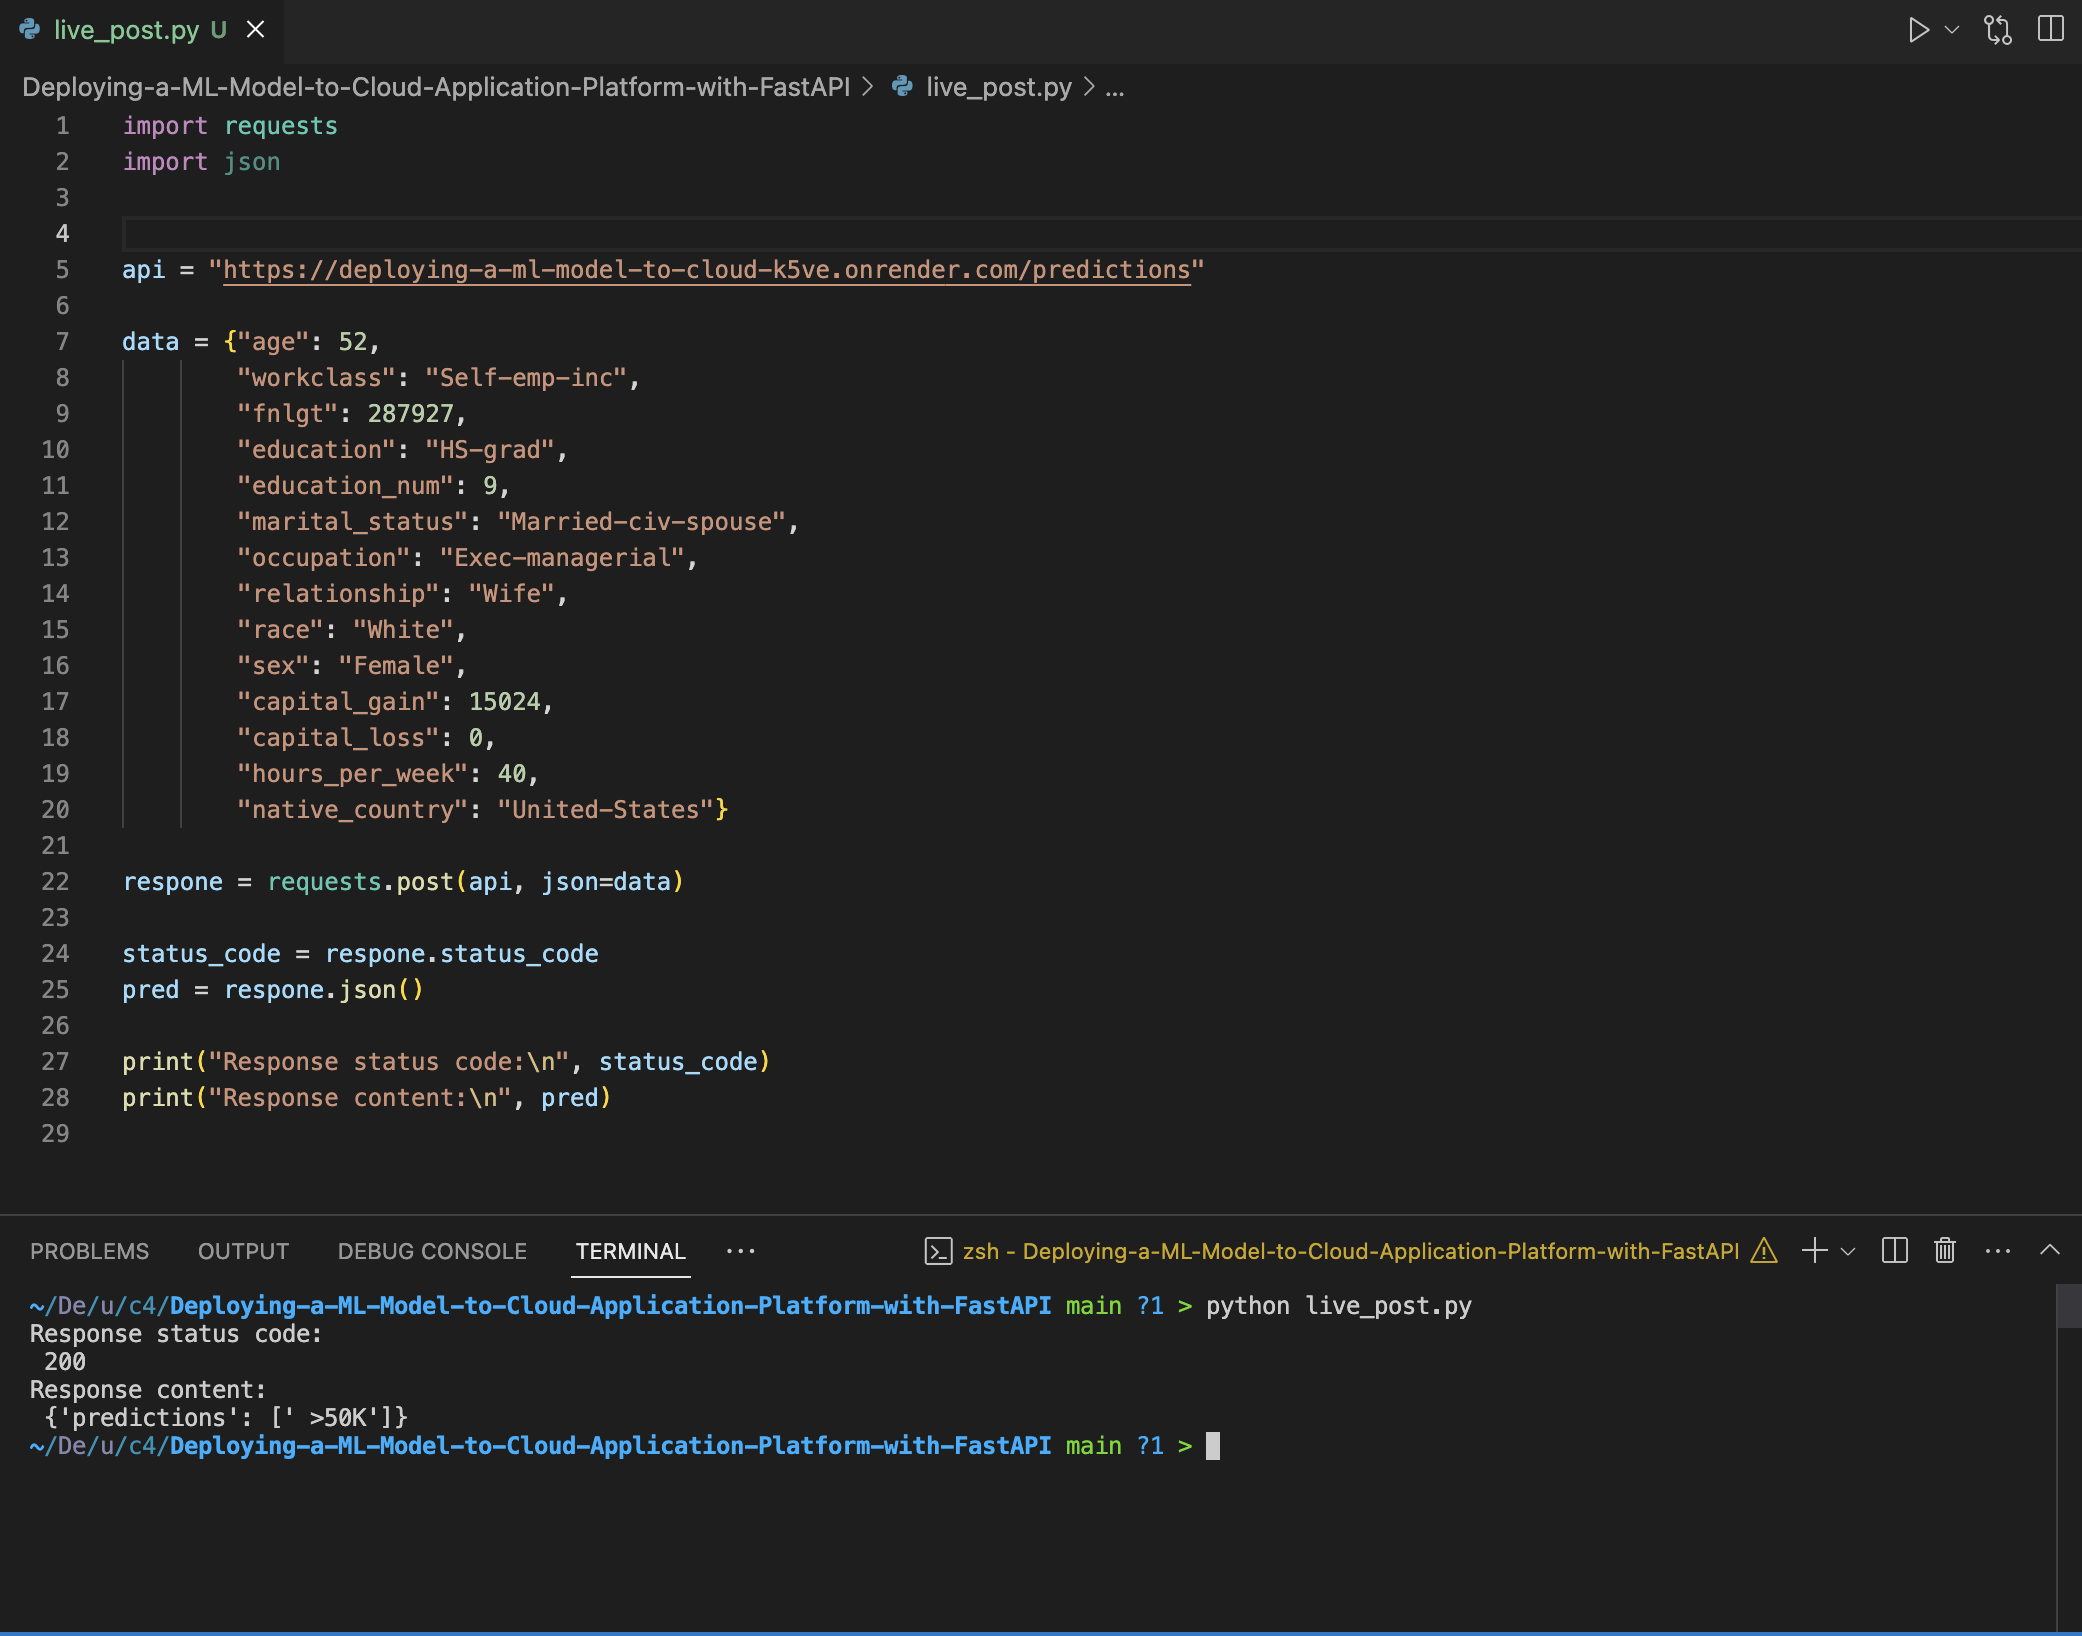 live_post.py U
Deploying-a-ML-Model-to-Cloud-Application-Platform-with-FastAPI > live_post.py > ...
1 import requests
2 import json
3
4
5 api = "https://deploying-a-ml-model-to-cloud-k5ve.onrender.com/predictions"
6
7 data = {"age": 52,
8 "workclass": "Self-emp-inc",
9 "fnlgt": 287927,
10 "education": "HS-grad",
11 "education_num": 9,
12 "marital_status": "Married-civ-spouse",
13 "occupation": "Exec-managerial",
14 "relationship": "Wife",
15 "race": "White",
16 "sex": "Female",
17 "capital_gain": 15024,
18 "capital_loss": 0,
19 "hours_per_week": 40,
20 "native_country": "United-States"}
21
22 respone = requests.post(api, json=data)
23
24 status_code = respone.status_code
25 pred = respone.json()
26
27 print("Response status code:\n", status_code)
28 print("Response content:\n", pred)
29
PROBLEMS OUTPUT DEBUG CONSOLE TERMINAL ... zsh - Deploying-a-ML-Model-to-Cloud-Application-Platform-with-FastAPI
~/De/u/c4/Deploying-a-ML-Model-to-Cloud-Application-Platform-with-FastAPI main ?1 > python live_post.py
Response status code:
200
Response content:
{'predictions': [' >50K']}
~/De/u/c4/Deploying-a-ML-Model-to-Cloud-Application-Platform-with-FastAPI main ?1 >